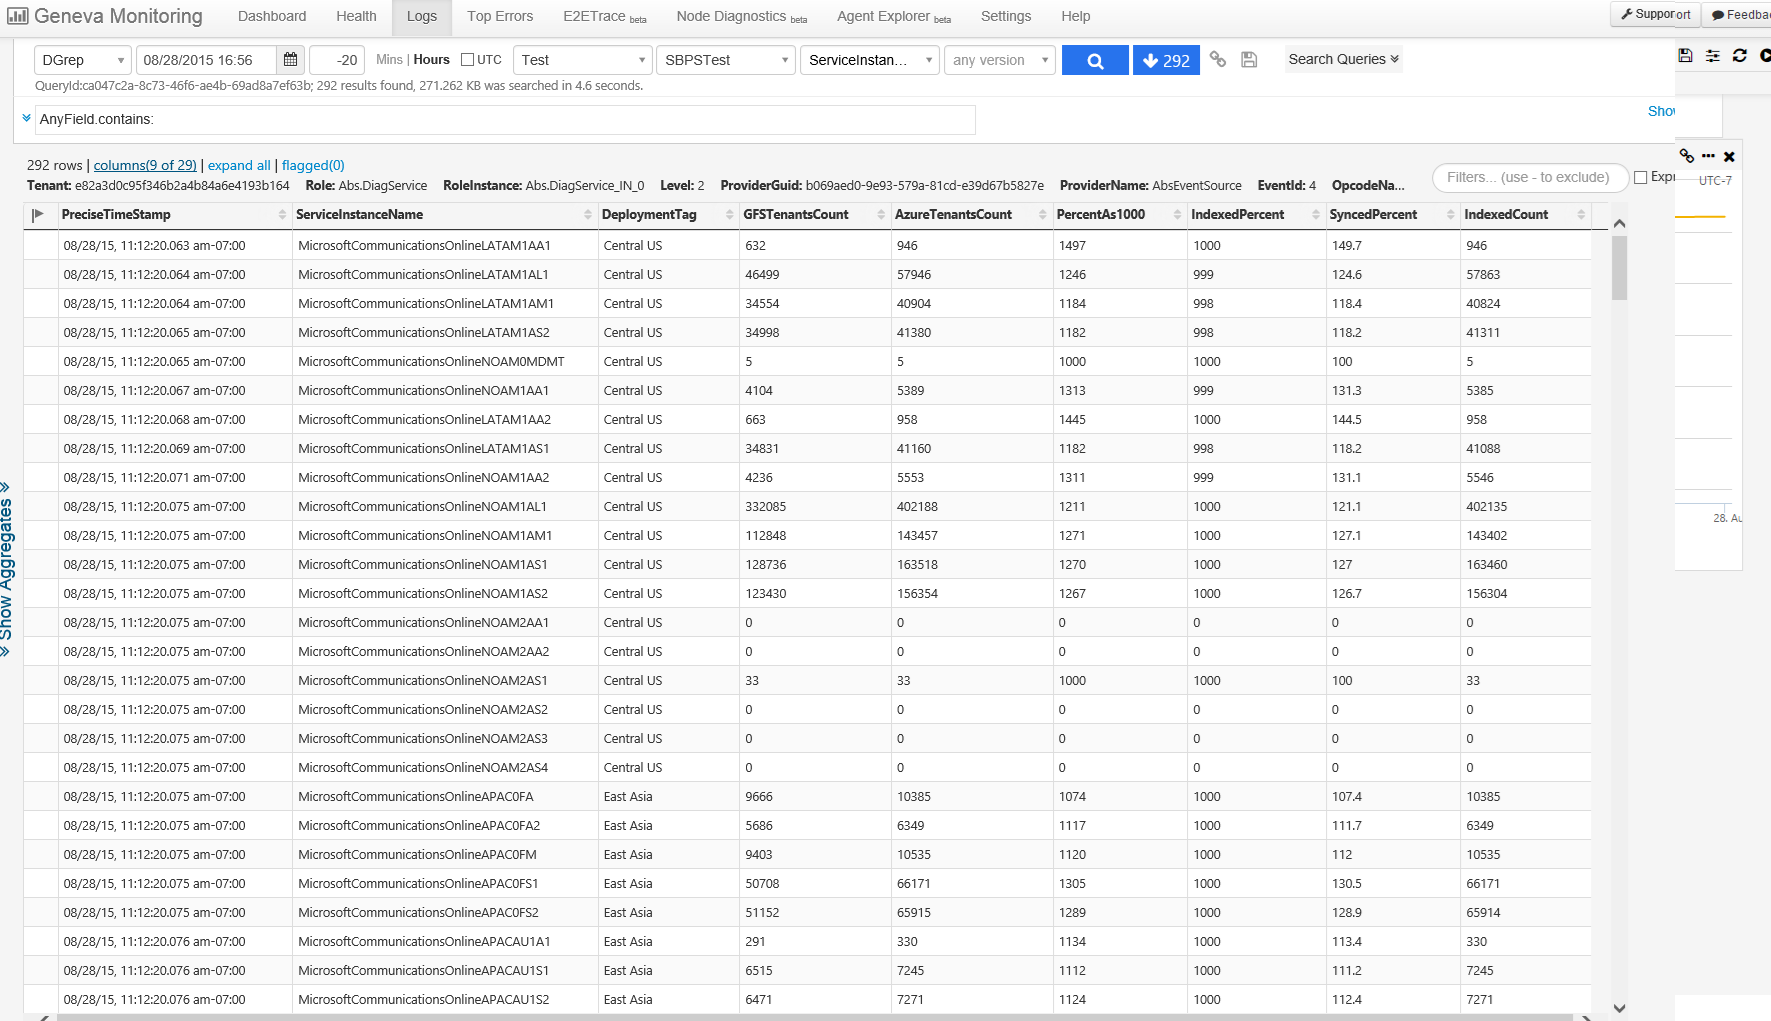 Geneva Monitoring Dashboard Health Logs Top Errors E2ETrace beta Node Diagnostics beta Agent Explorer beta Settings Help Support ort Feedba
DGrep 08/28/2015 16:56 -20 Mins | Hours UTC Test SBPSTest ServiceInstan... any version 292 Search Queries
QueryId:ca047c2a-8c73-46f6-ae4b-69ad8a7ef63b; 292 results found, 271.262 KB was searched in 4.6 seconds.
AnyField.contains: Show
292 rows | columns(9 of 29) | expand all | flagged(0)
Tenant: e82a3d0c95f346b2a4b84a6e4193b164 Role: Abs.DiagService RoleInstance: Abs.DiagService_IN_0 Level: 2 ProviderGuid: b069aed0-9e93-579a-81cd-e39d67b5827e ProviderName: AbsEventSource EventId: 4 OpcodeNa... Filters... (use - to exclude) Expr UTC-7
PreciseTimeStamp ServiceInstanceName DeploymentTag GFSTenantsCount AzureTenantsCount PercentAs1000 IndexedPercent SyncedPercent IndexedCount
08/28/15, 11:12:20.063 am-07:00 MicrosoftCommunicationsOnlineLATAM1AA1 Central US 632 946 1497 1000 149.7 946
08/28/15, 11:12:20.064 am-07:00 MicrosoftCommunicationsOnlineLATAM1AL1 Central US 46499 57946 1246 999 124.6 57863
08/28/15, 11:12:20.064 am-07:00 MicrosoftCommunicationsOnlineLATAM1AM1 Central US 34554 40904 1184 998 118.4 40824
08/28/15, 11:12:20.065 am-07:00 MicrosoftCommunicationsOnlineLATAM1AS2 Central US 34998 41380 1182 998 118.2 41311
08/28/15, 11:12:20.065 am-07:00 MicrosoftCommunicationsOnlineNOAM0MDMT Central US 5 5 1000 1000 100 5
08/28/15, 11:12:20.067 am-07:00 MicrosoftCommunicationsOnlineNOAM1AA1 Central US 4104 5389 1313 999 131.3 5385
08/28/15, 11:12:20.068 am-07:00 MicrosoftCommunicationsOnlineLATAM1AA2 Central US 663 958 1445 1000 144.5 958
08/28/15, 11:12:20.069 am-07:00 MicrosoftCommunicationsOnlineLATAM1AS1 Central US 34831 41160 1182 998 118.2 41088
08/28/15, 11:12:20.071 am-07:00 MicrosoftCommunicationsOnlineNOAM1AA2 Central US 4236 5553 1311 999 131.1 5546
08/28/15, 11:12:20.075 am-07:00 MicrosoftCommunicationsOnlineNOAM1AL1 Central US 332085 402188 1211 1000 121.1 402135
08/28/15, 11:12:20.075 am-07:00 MicrosoftCommunicationsOnlineNOAM1AM1 Central US 112848 143457 1271 1000 127.1 143402
08/28/15, 11:12:20.075 am-07:00 MicrosoftCommunicationsOnlineNOAM1AS1 Central US 128736 163518 1270 1000 127 163460
08/28/15, 11:12:20.075 am-07:00 MicrosoftCommunicationsOnlineNOAM1AS2 Central US 123430 156354 1267 1000 126.7 156304
08/28/15, 11:12:20.075 am-07:00 MicrosoftCommunicationsOnlineNOAM2AA1 Central US 0 0 0 0 0 0
08/28/15, 11:12:20.075 am-07:00 MicrosoftCommunicationsOnlineNOAM2AA2 Central US 0 0 0 0 0 0
08/28/15, 11:12:20.075 am-07:00 MicrosoftCommunicationsOnlineNOAM2AS1 Central US 33 33 1000 1000 100 33
08/28/15, 11:12:20.075 am-07:00 MicrosoftCommunicationsOnlineNOAM2AS2 Central US 0 0 0 0 0 0
08/28/15, 11:12:20.075 am-07:00 MicrosoftCommunicationsOnlineNOAM2AS3 Central US 0 0 0 0 0 0
08/28/15, 11:12:20.075 am-07:00 MicrosoftCommunicationsOnlineNOAM2AS4 Central US 0 0 0 0 0 0
08/28/15, 11:12:20.075 am-07:00 MicrosoftCommunicationsOnlineAPAC0FA East Asia 9666 10385 1074 1000 107.4 10385
08/28/15, 11:12:20.075 am-07:00 MicrosoftCommunicationsOnlineAPAC0FA2 East Asia 5686 6349 1117 1000 111.7 6349
08/28/15, 11:12:20.075 am-07:00 MicrosoftCommunicationsOnlineAPAC0FM East Asia 9403 10535 1120 1000 112 10535
08/28/15, 11:12:20.075 am-07:00 MicrosoftCommunicationsOnlineAPAC0FS1 East Asia 50708 66171 1305 1000 130.5 66171
08/28/15, 11:12:20.075 am-07:00 MicrosoftCommunicationsOnlineAPAC0FS2 East Asia 51152 65915 1289 1000 128.9 65914
08/28/15, 11:12:20.076 am-07:00 MicrosoftCommunicationsOnlineAPACAU1A1 East Asia 291 330 1134 1000 113.4 330
08/28/15, 11:12:20.076 am-07:00 MicrosoftCommunicationsOnlineAPACAU1S1 East Asia 6515 7245 1112 1000 111.2 7245
08/28/15, 11:12:20.076 am-07:00 MicrosoftCommunicationsOnlineAPACAU1S2 East Asia 6471 7271 1124 1000 112.4 7271
Show Aggregates
28. Au